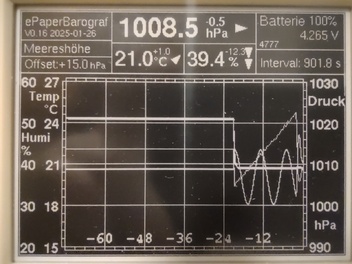 ePaperBarograf
V0.16 2025-01-26
1008.5 -0.5 hPa
Batterie 100%
4.265 V
Meereshöhe
4777
Offset:+15.0 hPa
21.0 +1.0 °C
39.4 -12.3 %
Interval: 901.8 s
60 27
1030
Temp °C
Druck
50 24
1020
Humi %
40 21
1010
30 18
1000
hPa
-60 -48 -36 -24 -12
20 15
990